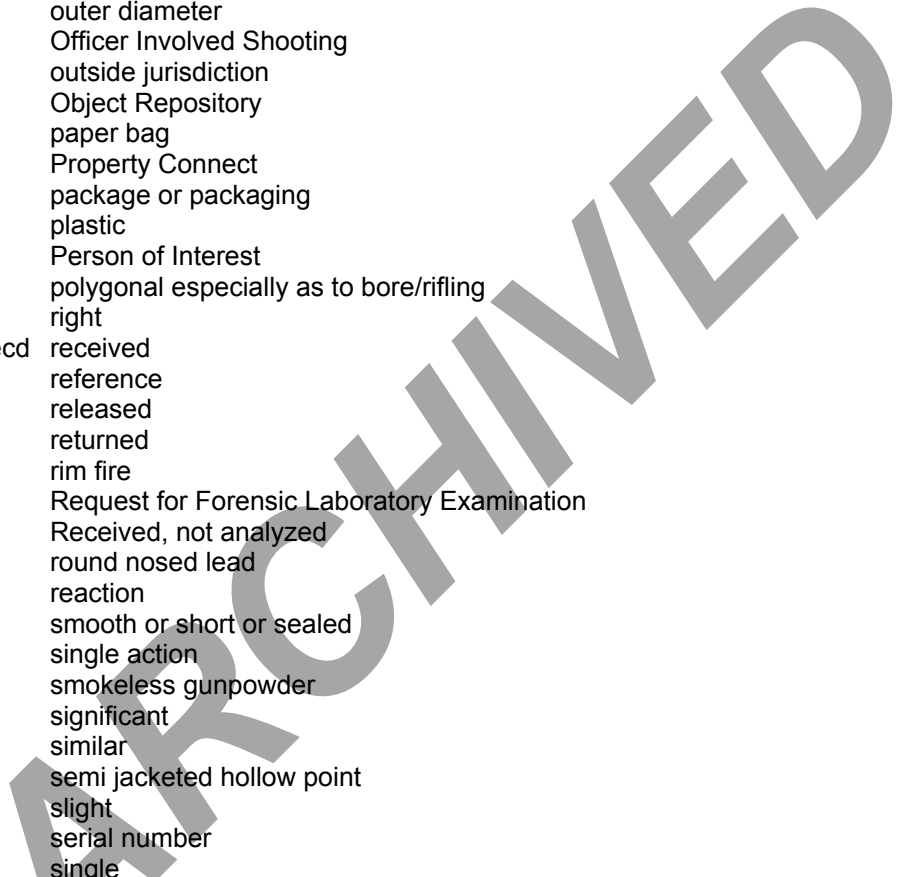 outer diameter
Officer Involved Shooting
outside jurisdiction
Object Repository
paper bag
Property Connect
package or packaging
plastic
Person of Interest
polygonal especially as to bore/rifling
right
ecd received
reference
released
returned
rim fire
Request for Forensic Laboratory Examination
Received, not analyzed
round nosed lead
reaction
smooth or short or sealed
single action
smokeless gunpowder
significant
similar
semi jacketed hollow point
slight
serial number
single
ARCHIVED